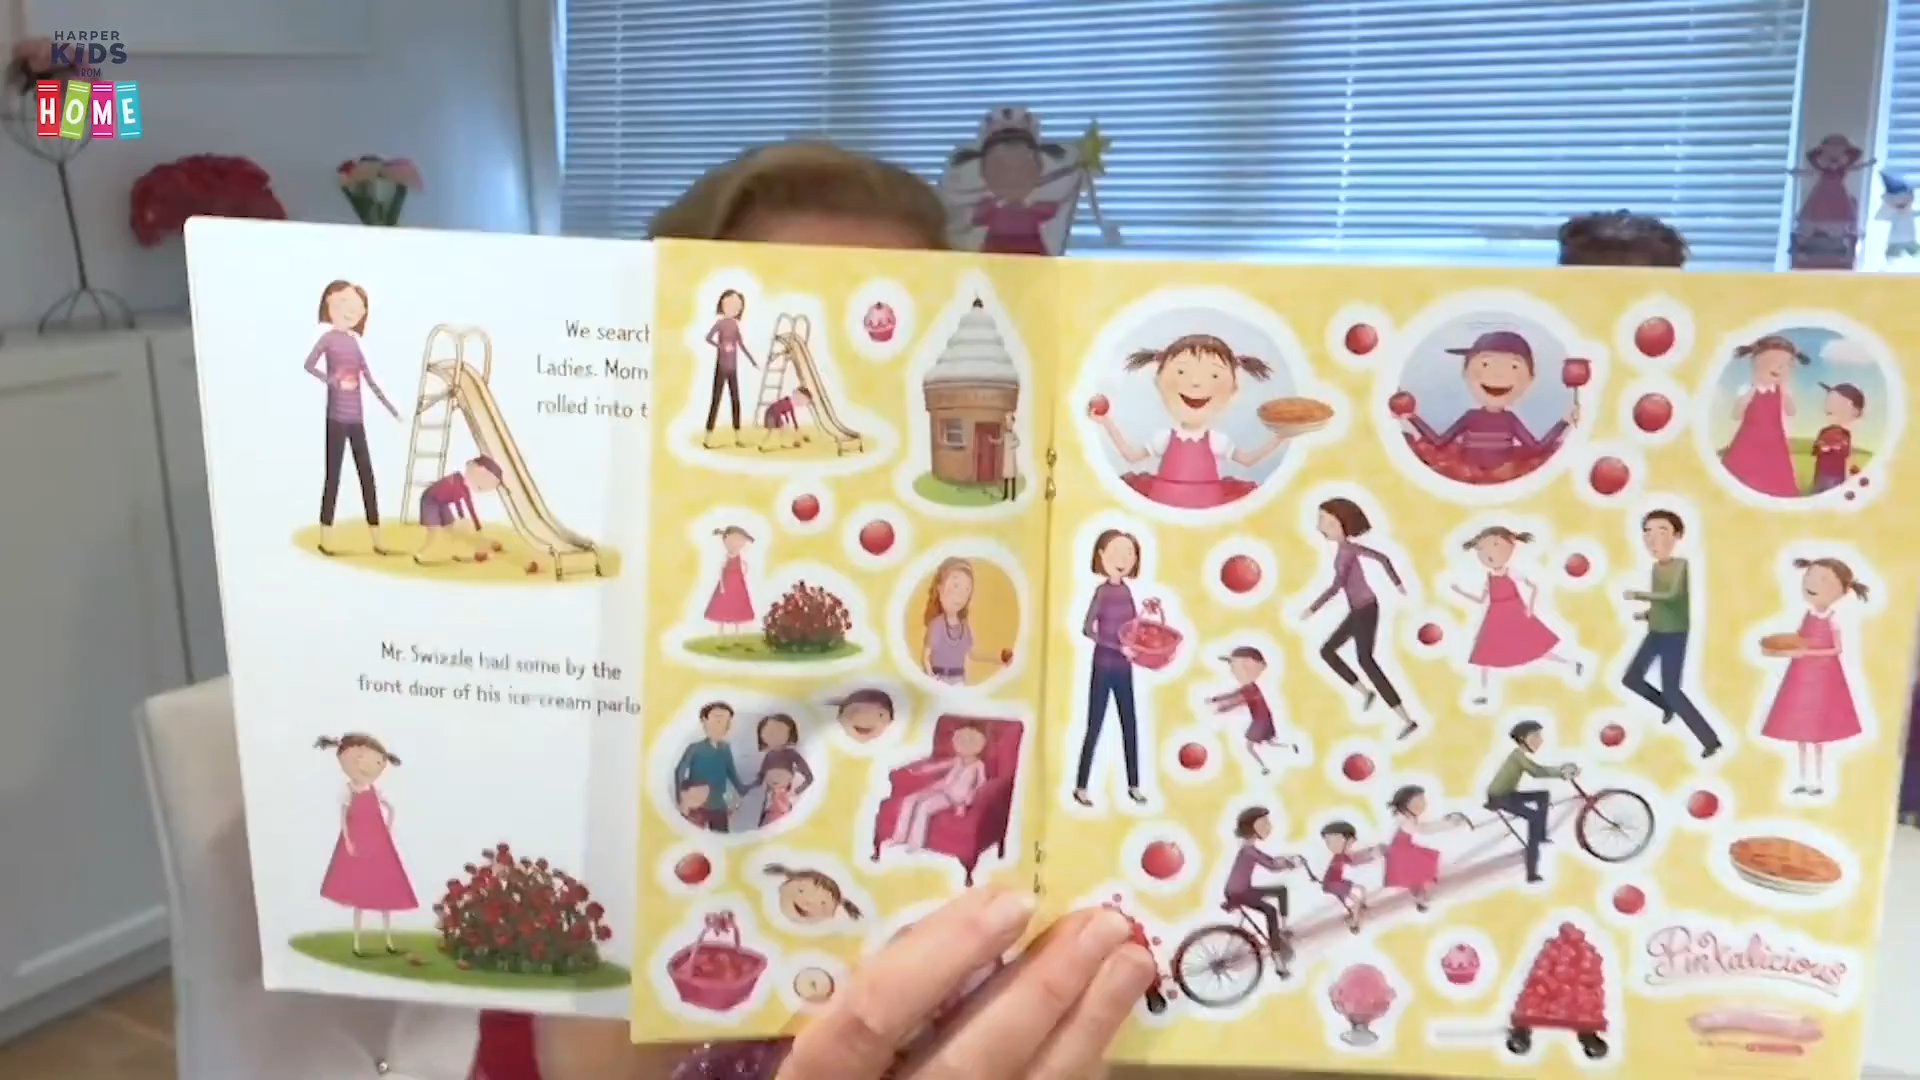 HARPER
KIDS
FROM
HOME
We search
Ladies. Mom
rolled into t
Mr. Swizzle had some by the
front door of his ice-cream parlo
Pinkalicious